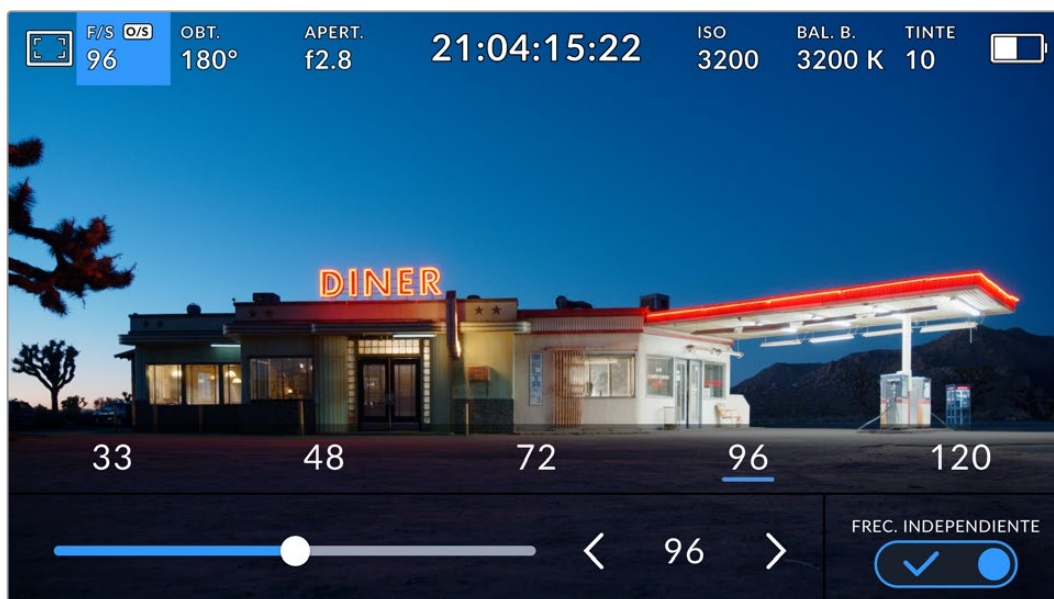 F/S O/S OBT. APERT. 21:04:15:22 ISO BAL. B. TINTE
96 180° f2.8 3200 3200 K 10
DINER
33 48 72 96 120
96 FREC. INDEPENDIENTE